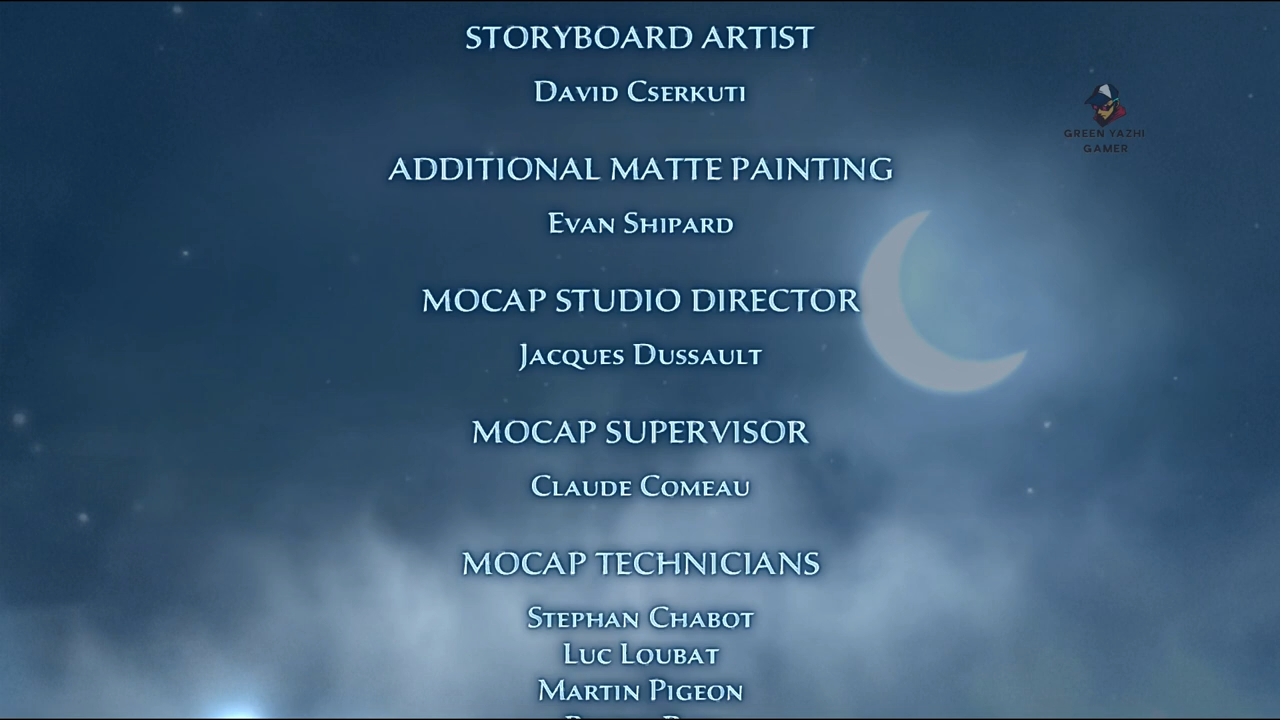 STORYBOARD ARTIST
DAVID CSERKUTI
GREEN YAZHI
GAMER
ADDITIONAL MATTE PAINTING
EVAN SHIPARD
MOCAP STUDIO DIRECTOR
JACQUES DUSSAULT
MOCAP SUPERVISOR
CLAUDE COMEAU
MOCAP TECHNICIANS
STEPHAN CHABOT
LUC LOUBAT
MARTIN PIGEON